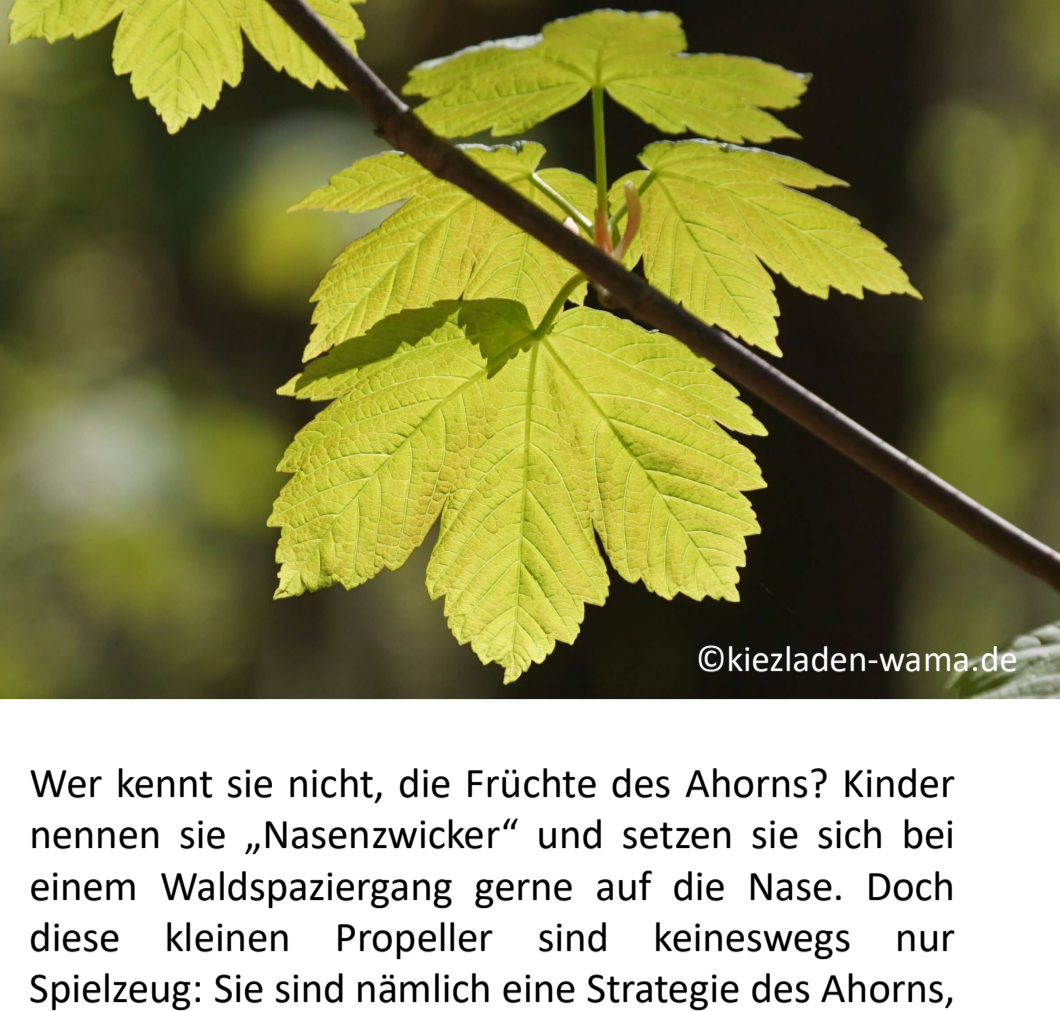 ©kiezladen-wama.de
Wer kennt sie nicht, die Früchte des Ahorns? Kinder
nennen sie „Nasenzwicker“ und setzen sie sich bei
einem Waldspaziergang gerne auf die Nase. Doch
diese kleinen Propeller sind keineswegs nur
Spielzeug: Sie sind nämlich eine Strategie des Ahorns,